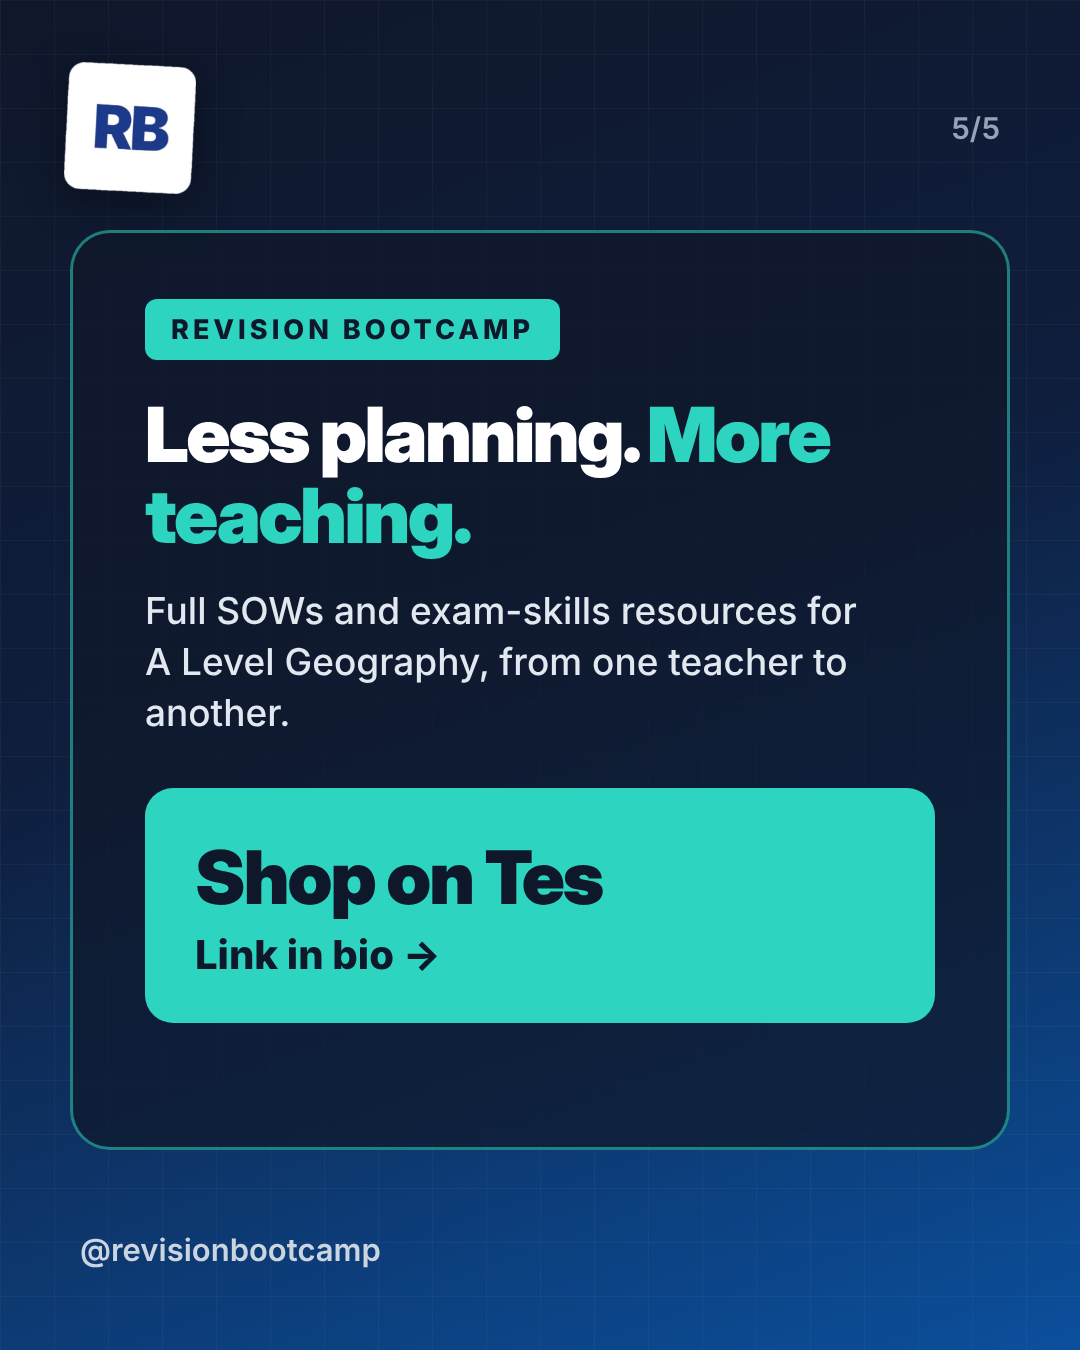 RB
5/5
REVISION BOOTCAMP
Less planning. More
teaching.
Full SOWs and exam-skills resources for
A Level Geography, from one teacher to
another.
Shop on Tes
Link in bio →
@revisionbootcamp